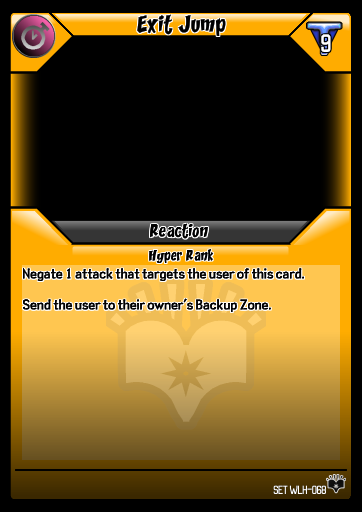 Exit Jump
9
Reaction
Hyper Rank
Negate 1 attack that targets the user of this card.
Send the user to their owner's Backup Zone.
SET WLH-068